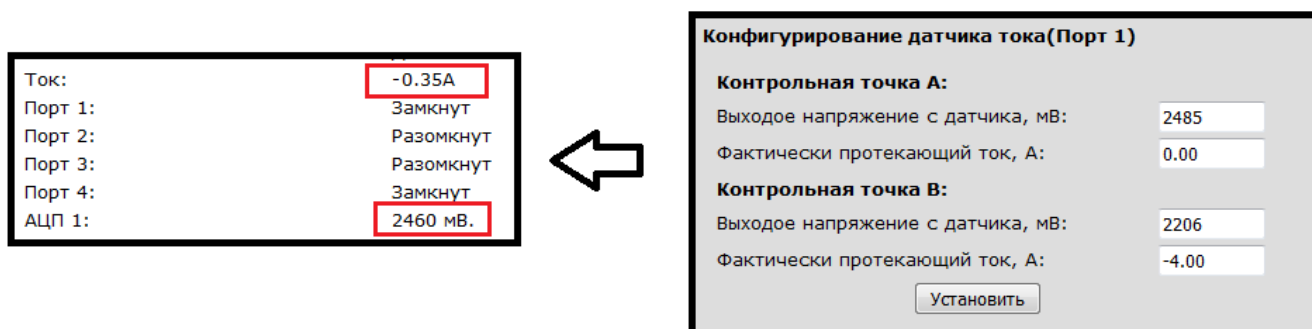 Ток: -0.35А
Порт 1: Замкнут
Порт 2: Разомкнут
Порт 3: Разомкнут
Порт 4: Замкнут
АЦП 1: 2460 мВ.
Конфигурирование датчика тока(Порт 1)
Контрольная точка А:
Выходое напряжение с датчика, мВ: 2485
Фактически протекающий ток, А: 0.00
Контрольная точка В:
Выходое напряжение с датчика, мВ: 2206
Фактически протекающий ток, А: -4.00
Установить